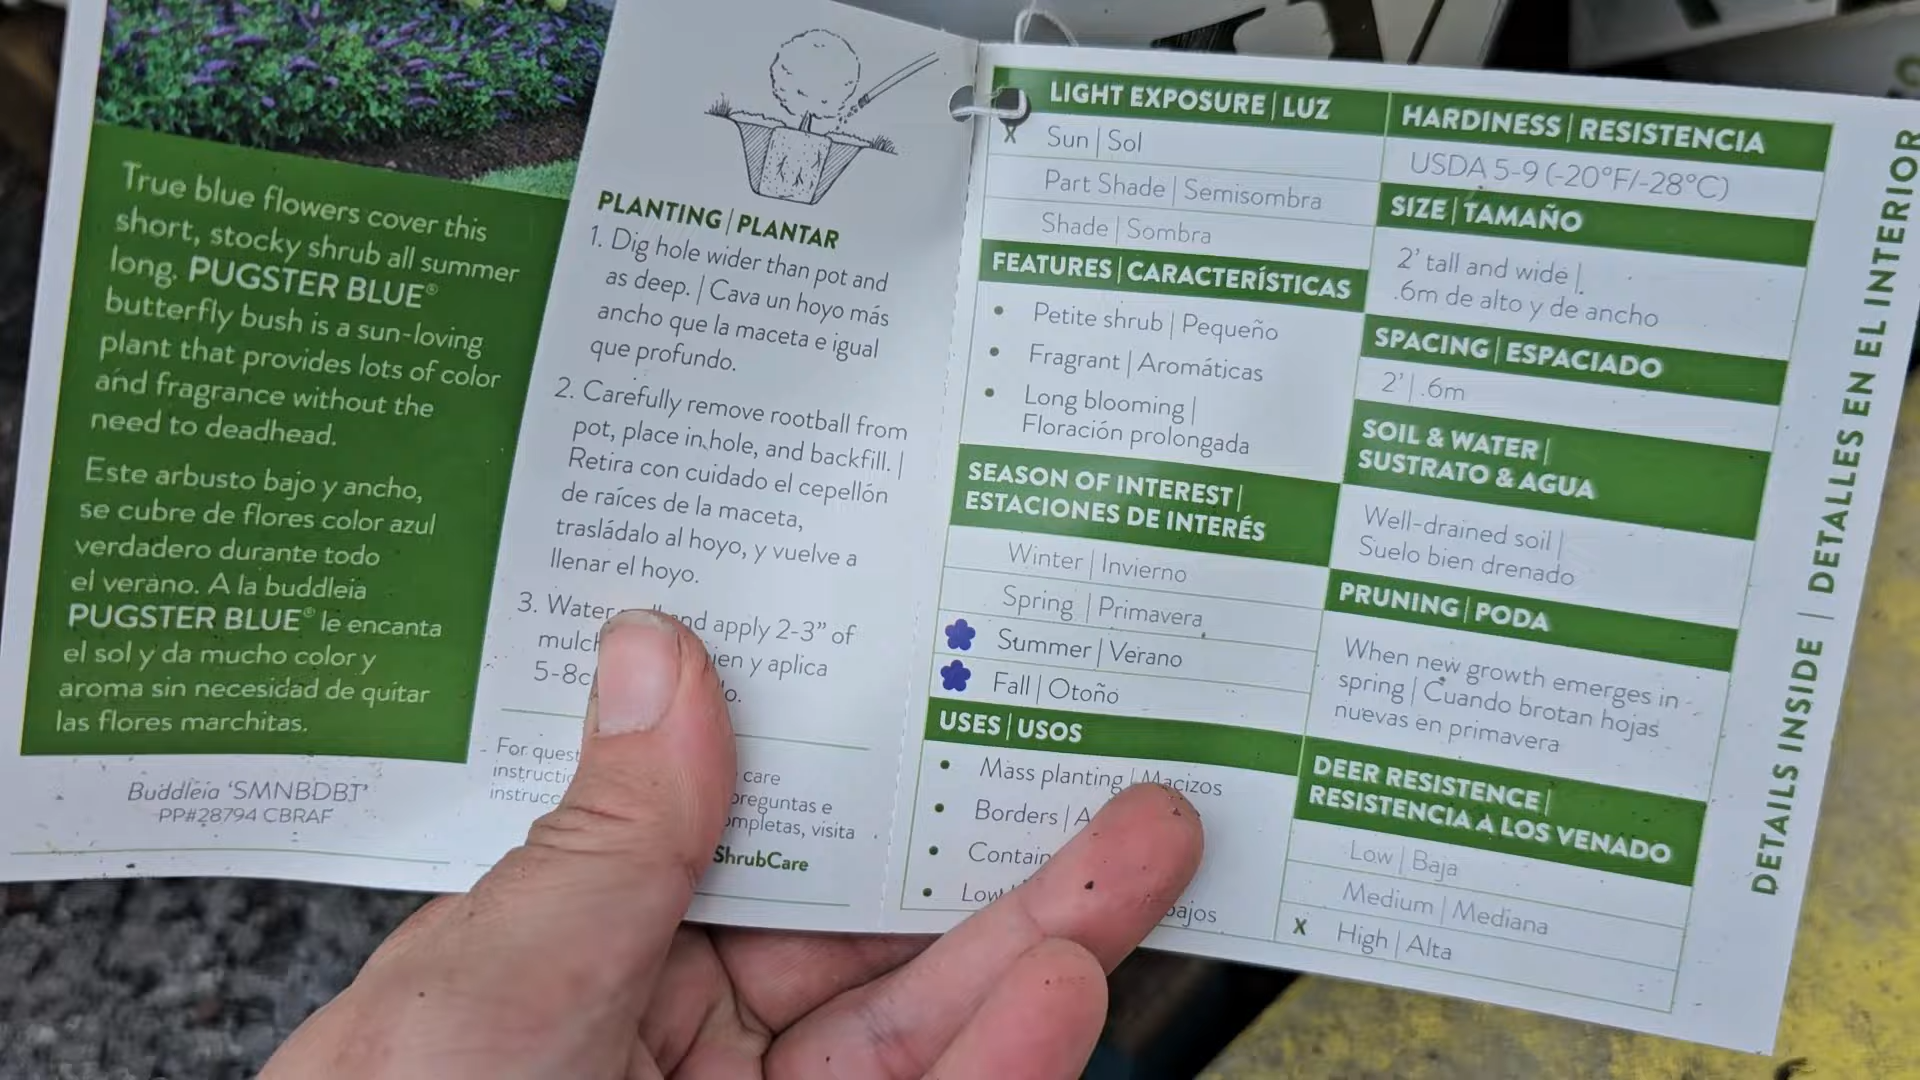 True blue flowers cover this
short, stocky shrub all summer
long. PUGSTER BLUE®
butterfly bush is a sun-loving
plant that provides lots of color
and fragrance without the
need to deadhead.
Este arbusto bajo y ancho,
se cubre de flores color azul
verdadero durante todo
el verano. A la buddleia
PUGSTER BLUE® le encanta
el sol y da mucho color y
aroma sin necesidad de quitar
las flores marchitas.
Buddleia 'SMNBDBT'
PP#28794 CBRAF
PLANTING | PLANTAR
1. Dig hole wider than pot and
as deep. | Cava un hoyo más
ancho que la maceta e igual
que profundo.
2. Carefully remove rootball from
pot, place in hole, and backfill. |
Retira con cuidado el cepellón
de raíces de la maceta,
trasládalo al hoyo, y vuelve a
llenar el hoyo.
3. Water and apply 2-3" of
y aplica
For
care
preguntas e
visita
ShrubCare
LIGHT EXPOSURE | LUZ
X Sun | Sol
Part Shade | Semisombra
Shade | Sombra
FEATURES | CARACTERÍSTICAS
• Petite shrub | Pequeño
• Fragrant | Aromáticas
• Long blooming |
Floración prolongada
SEASON OF INTEREST |
ESTACIONES DE INTERÉS
Winter | Invierno
Spring | Primavera
Summer | Verano
Fall | Otoño
USES | USOS
• Mass planting | Macizos
• Borders |
•
• Low
bajos
HARDINESS | RESISTENCIA
USDA 5-9 (-20°F/-28°C)
SIZE | TAMAÑO
2' tall and wide |
.6m de alto y de ancho
SPACING | ESPACIADO
2' | .6m
SOIL & WATER |
SUSTRATO & AGUA
Well-drained soil |
Suelo bien drenado
PRUNING | PODA
When new growth emerges in
spring | Cuando brotan hojas
nuevas en primavera
DEER RESISTENCE |
RESISTENCIA A LOS VENADO
Low | Baja
Medium | Mediana
X High | Alta
DETAILS INSIDE | DETALLES EN EL INTERIOR